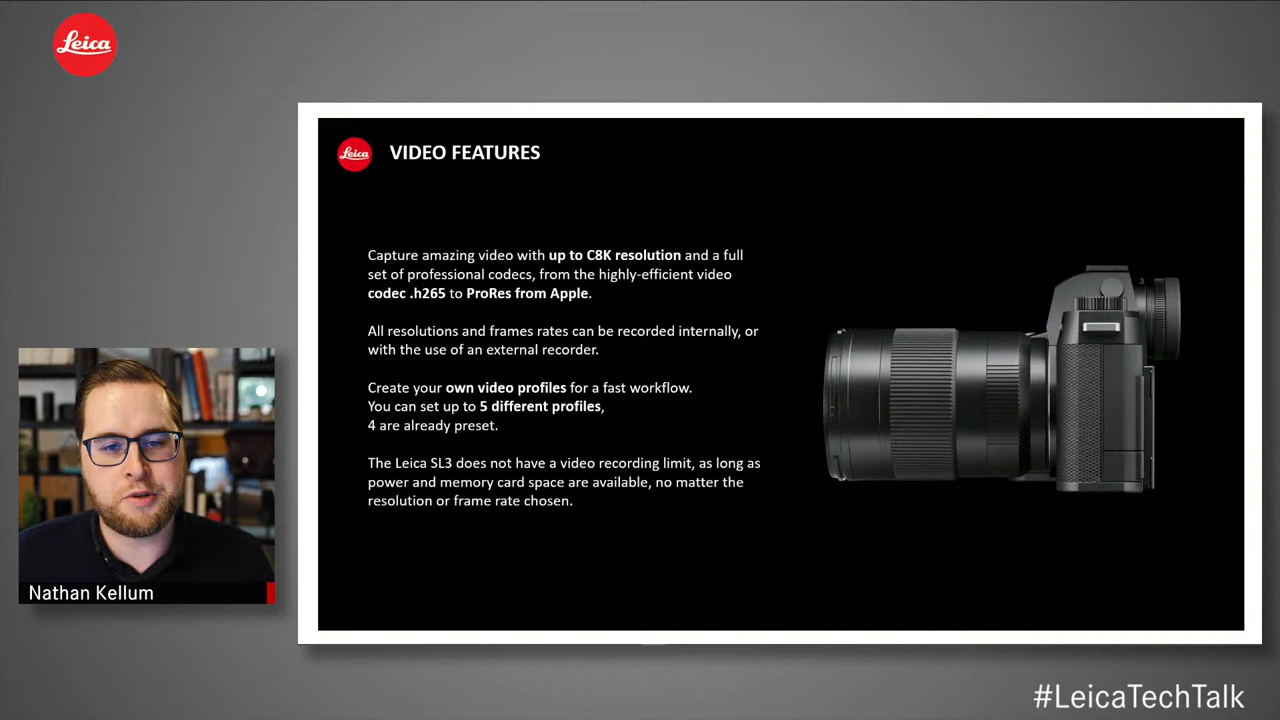 Leica
Leica
VIDEO FEATURES
Capture amazing video with up to C8K resolution and a full
set of professional codecs, from the highly-efficient video
codec .h265 to ProRes from Apple.
All resolutions and frames rates can be recorded internally, or
with the use of an external recorder.
Create your own video profiles for a fast workflow.
You can set up to 5 different profiles,
4 are already preset.
The Leica SL3 does not have a video recording limit, as long as
power and memory card space are available, no matter the
resolution or frame rate chosen.
Nathan Kellum
#LeicaTechTalk